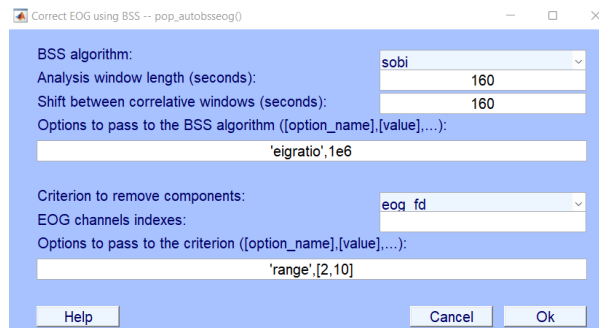 Correct EOG using BSS -- pop_autobsseog()
BSS algorithm: sobi
Analysis window length (seconds): 160
Shift between correlative windows (seconds): 160
Options to pass to the BSS algorithm ([option_name],[value],...):
'eigratio',1e6
Criterion to remove components: eog_fd
EOG channels indexes:
Options to pass to the criterion ([option_name],[value],...):
'range',[2,10]
Help Cancel Ok